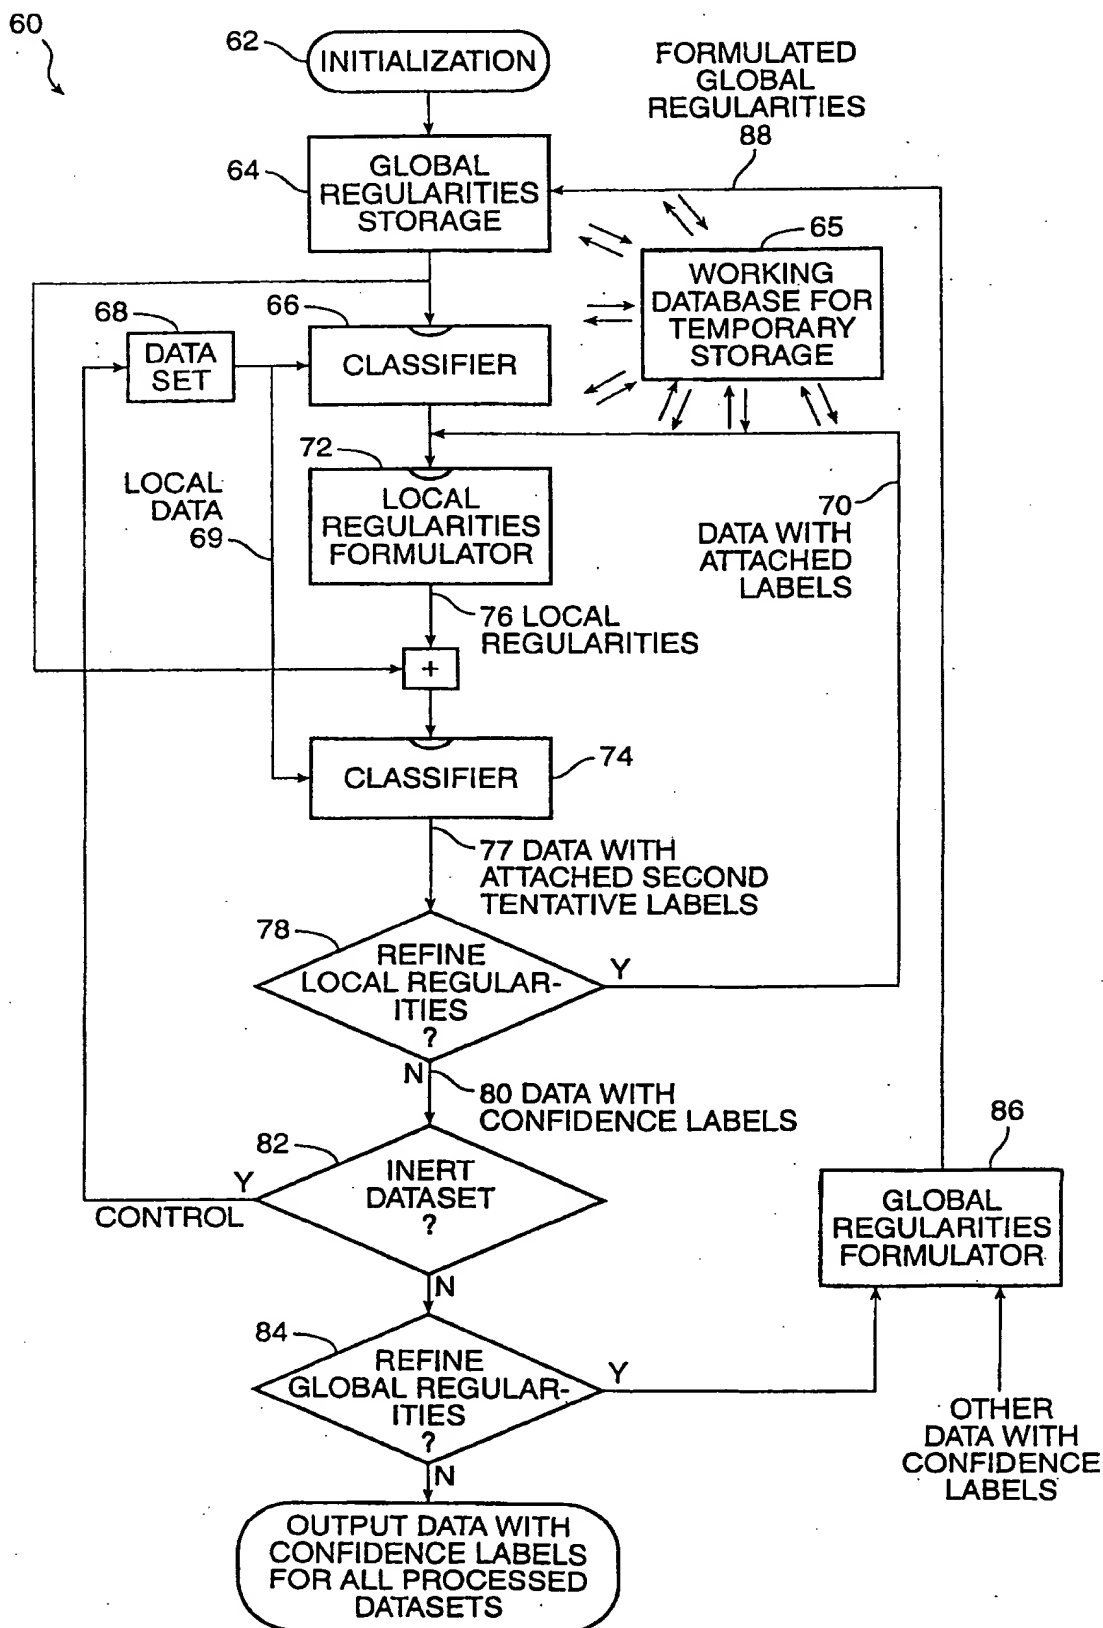 60
62
INITIALIZATION
FORMULATED
GLOBAL
REGULARITIES
88
64
GLOBAL
REGULARITIES
STORAGE
65
WORKING
DATABASE FOR
TEMPORARY
STORAGE
68
DATA
SET
66
CLASSIFIER
72
LOCAL
REGULARITIES
FORMULATOR
LOCAL
DATA
69
70
DATA WITH
ATTACHED
LABELS
76 LOCAL
REGULARITIES
+
CLASSIFIER
74
77 DATA WITH
ATTACHED SECOND
TENTATIVE LABELS
78
REFINE
LOCAL REGULAR-
ITIES
?
Y
N
80 DATA WITH
CONFIDENCE LABELS
82
INERT
DATASET
?
Y
CONTROL
N
86
GLOBAL
REGULARITIES
FORMULATOR
84
REFINE
GLOBAL REGULAR-
ITIES
?
Y
N
OTHER
DATA WITH
CONFIDENCE
LABELS
OUTPUT DATA WITH
CONFIDENCE LABELS
FOR ALL PROCESSED
DATASETS